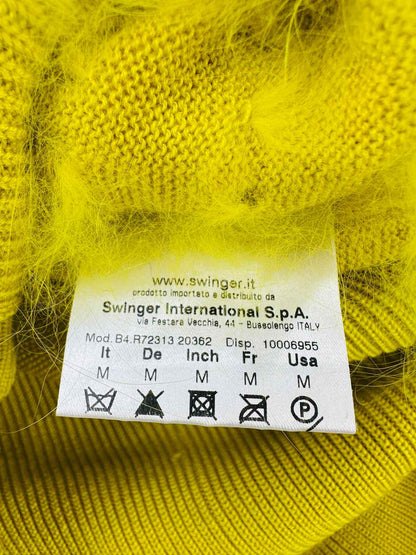 www.swinger.it
prodotto importato e distribuito da
Swinger International S.p.A.
via Festara Vecchia, 44 - Bussolengo ITALY
Mod.B4.R72313 20362 Disp. 10006955
It De Inch Fr Usa
M M M M M
P